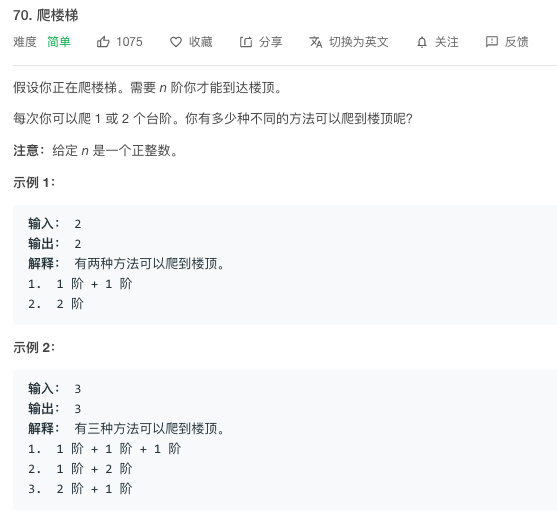 70. 爬楼梯
难度 简单 1075 收藏 分享 切换为英文 关注 反馈
假设你正在爬楼梯。需要 n 阶你才能到达楼顶。
每次你可以爬 1 或 2 个台阶。你有多少种不同的方法可以爬到楼顶呢?
注意：给定 n 是一个正整数。
示例 1：
输入： 2
输出： 2
解释： 有两种方法可以爬到楼顶。
1. 1 阶 + 1 阶
2. 2 阶
示例 2：
输入： 3
输出： 3
解释： 有三种方法可以爬到楼顶。
1. 1 阶 + 1 阶 + 1 阶
2. 1 阶 + 2 阶
3. 2 阶 + 1 阶